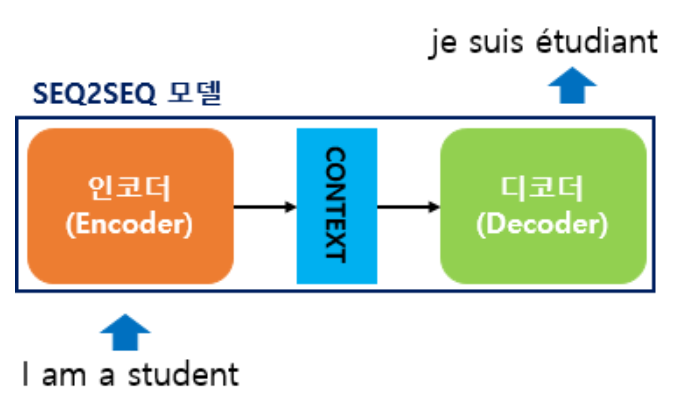 je suis étudiant
SEQ2SEQ 모델
인코더
(Encoder)
CONTEXT
디코더
(Decoder)
I am a student